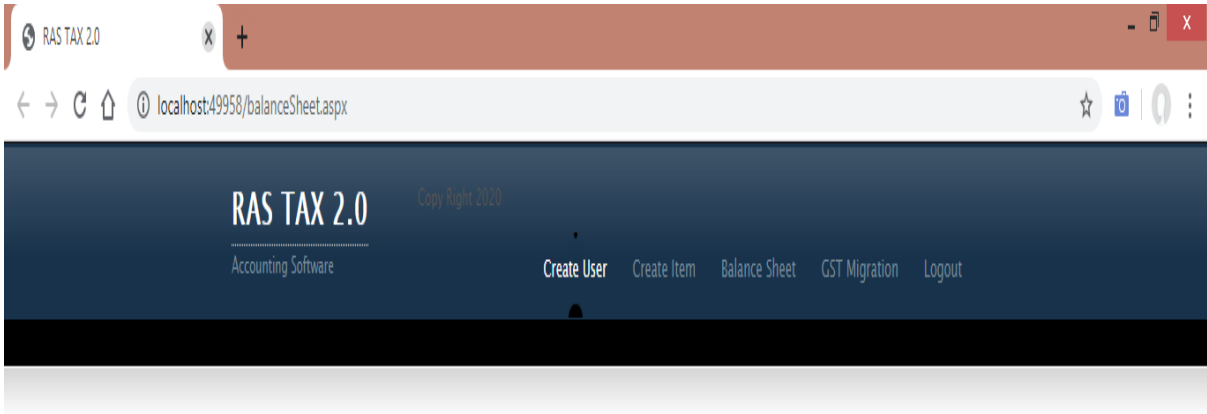 RAS TAX 2.0
localhost:49958/balanceSheet.aspx
RAS TAX 2.0
Copy Right 2020
Accounting Software
Create User Create Item Balance Sheet GST Migration Logout